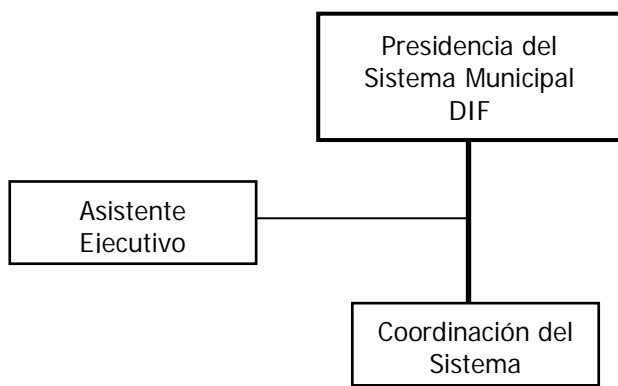 Presidencia del
Sistema Municipal
DIF
Asistente
Ejecutivo
Coordinación del
Sistema